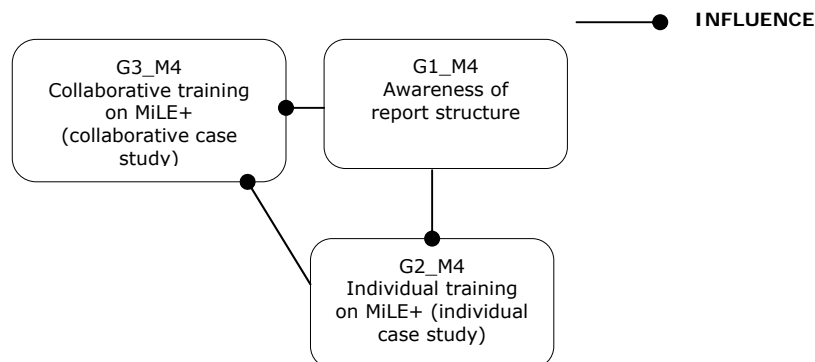 INFLUENCE
G3_M4
Collaborative training
on MiLE+
(collaborative case
study)
G1_M4
Awareness of
report structure
G2_M4
Individual training
on MiLE+ (individual
case study)